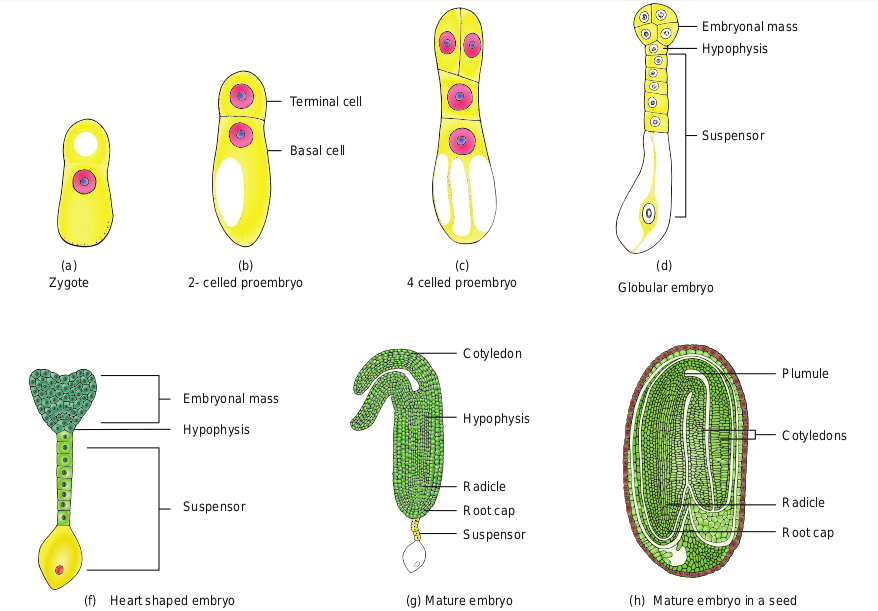 Terminal cell
Basal cell
Embryonal mass
Hypophysis
Suspensor
(a)
Zygote
(b)
2- celled proembryo
(c)
4 celled proembryo
(d)
Globular embryo
Embryonal mass
Hypophysis
Suspensor
(f) Heart shaped embryo
Cotyledon
Hypophysis
Radicle
Root cap
Suspensor
(g) Mature embryo
Plumule
Cotyledons
Radicle
Root cap
(h) Mature embryo in a seed